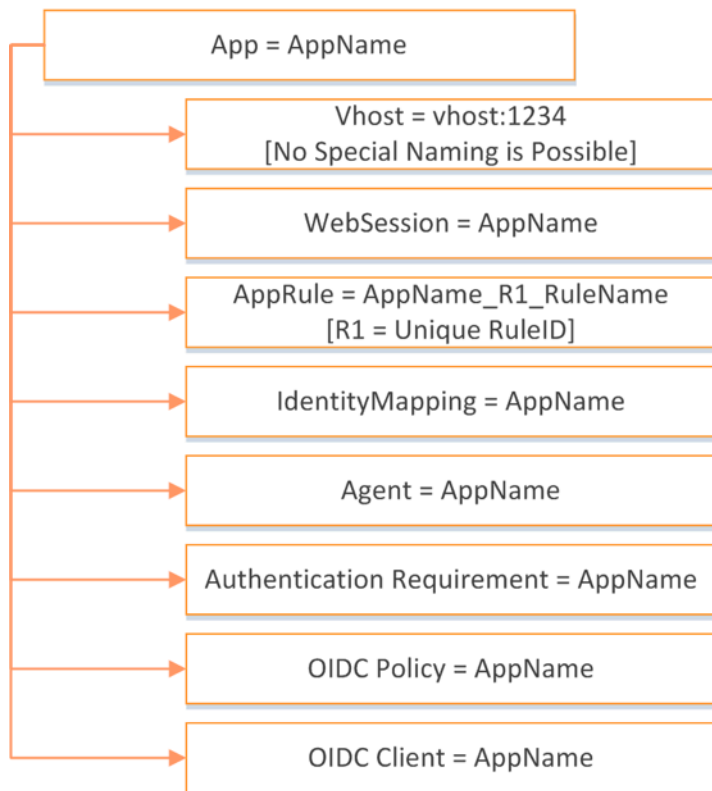 App = AppName
Vhost = vhost:1234
[No Special Naming is Possible]
WebSession = AppName
AppRule = AppName_R1_RuleName
[R1 = Unique RuleID]
IdentityMapping = AppName
Agent = AppName
Authentication Requirement = AppName
OIDC Policy = AppName
OIDC Client = AppName